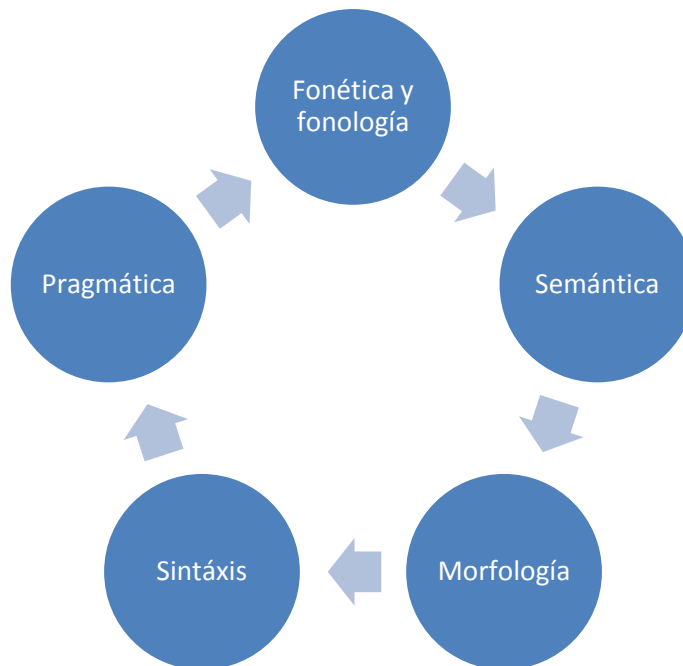 Fonética y
fonología
Semántica
Morfología
Sintáxis
Pragmática